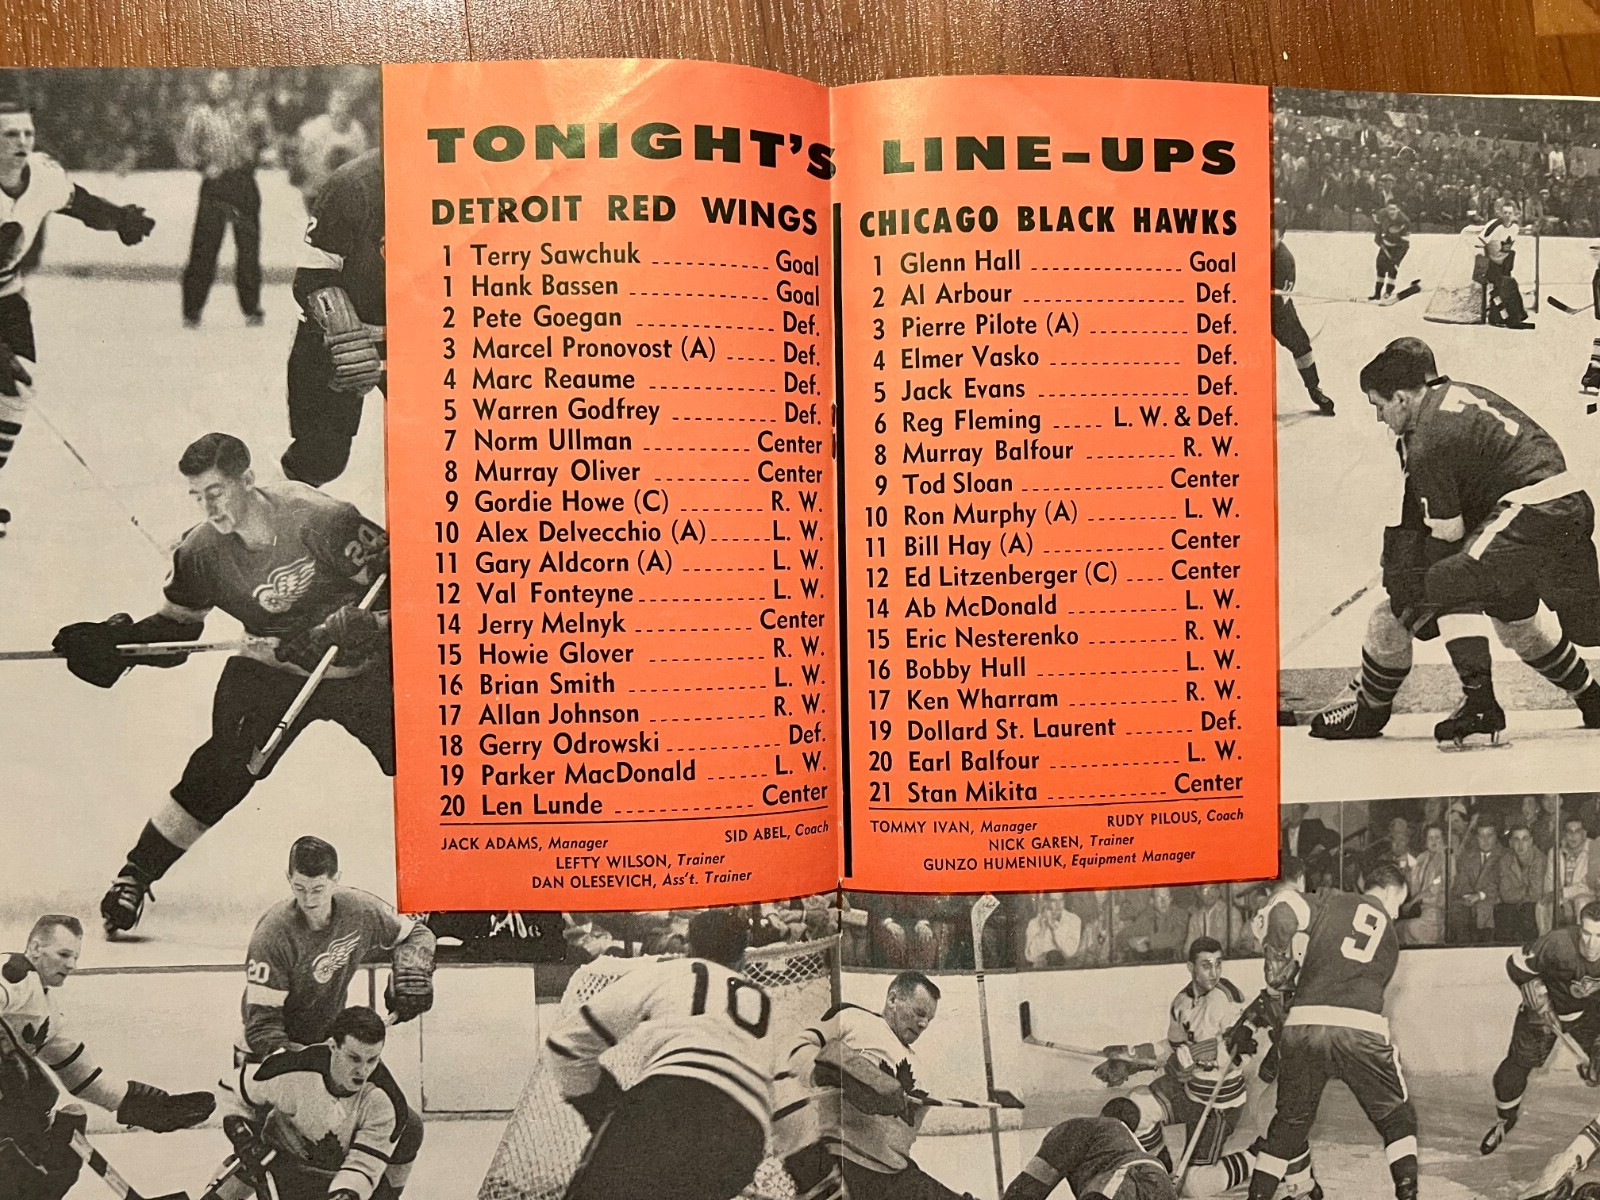 TONIGHT'S LINE-UPS
DETROIT RED WINGS
1 Terry Sawchuk Goal
1 Hank Bassen Goal
2 Pete Goegan Def.
3 Marcel Pronovost (A) Def.
4 Marc Reaume Def.
5 Warren Godfrey Def.
7 Norm Ullman Center
8 Murray Oliver Center
9 Gordie Howe (C) R. W.
10 Alex Delvecchio (A) L. W.
11 Gary Aldcorn (A) L. W.
12 Val Fonteyne L. W.
14 Jerry Melnyk Center
15 Howie Glover R. W.
16 Brian Smith L. W.
17 Allan Johnson R. W.
18 Gerry Odrowski Def.
19 Parker MacDonald L. W.
20 Len Lunde Center
JACK ADAMS, Manager SID ABEL, Coach
LEFTY WILSON, Trainer
DAN OLESEVICH, Ass't. Trainer
CHICAGO BLACK HAWKS
1 Glenn Hall Goal
2 Al Arbour Def.
3 Pierre Pilote (A) Def.
4 Elmer Vasko Def.
5 Jack Evans Def.
6 Reg Fleming L. W. & Def.
8 Murray Balfour R. W.
9 Tod Sloan Center
10 Ron Murphy (A) L. W.
11 Bill Hay (A) Center
12 Ed Litzenberger (C) Center
14 Ab McDonald L. W.
15 Eric Nesterenko R. W.
16 Bobby Hull L. W.
17 Ken Wharram R. W.
19 Dollard St. Laurent Def.
20 Earl Balfour L. W.
21 Stan Mikita Center
TOMMY IVAN, Manager RUDY PILOUS, Coach
NICK GAREN, Trainer
GUNZO HUMENIUK, Equipment Manager
20
7
20
10
9